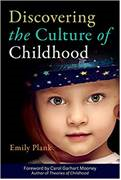 Discovering
the Culture of
Childhood
Emily Plank
Foreword by Carol Garhart Mooney
Author of Theories of Childhood